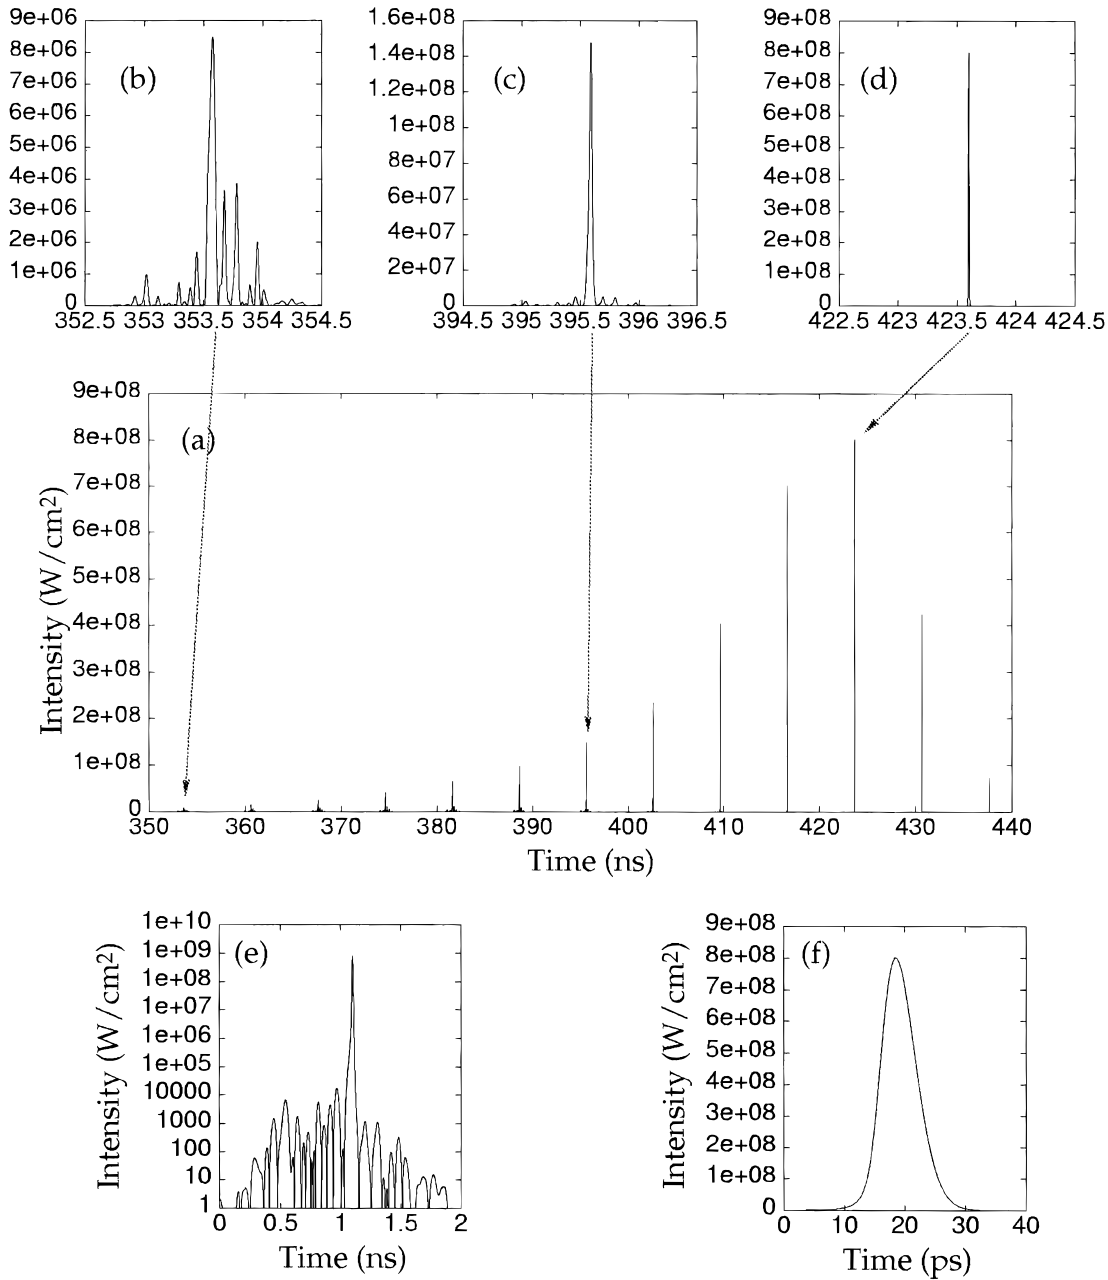 9e+06
8e+06
7e+06
6e+06
5e+06
4e+06
3e+06
2e+06
1e+06
0
352.5 353 353.5 354 354.5
(b)
1.6e+08
1.4e+08
1.2e+08
1e+08
8e+07
6e+07
4e+07
2e+07
0
394.5 395 395.5 396 396.5
(c)
9e+08
8e+08
7e+08
6e+08
5e+08
4e+08
3e+08
2e+08
1e+08
0
422.5 423 423.5 424 424.5
(d)
9e+08
8e+08
7e+08
6e+08
5e+08
4e+08
3e+08
2e+08
1e+08
0
(a)
Intensity (W/cm2)
350 360 370 380 390 400 410 420 430 440
Time (ns)
1e+10
1e+09
1e+08
1e+07
1e+06
1e+05
10000
1000
100
10
1
(e)
Intensity (W/cm2)
0 0.5 1 1.5 2
Time (ns)
9e+08
8e+08
7e+08
6e+08
5e+08
4e+08
3e+08
2e+08
1e+08
0
(f)
Intensity (W/cm2)
0 10 20 30 40
Time (ps)